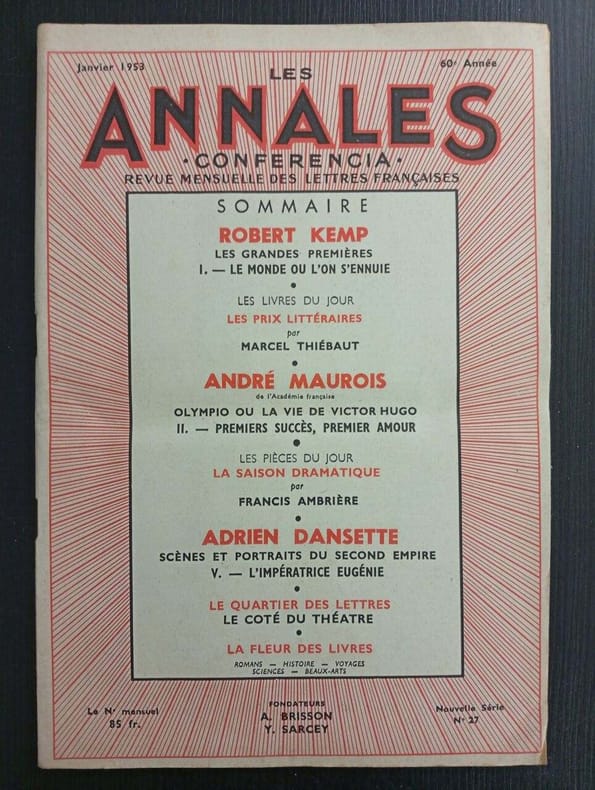 Janvier 1953
60e Année
LES
ANNALES
·CONFERENCIA·
REVUE MENSUELLE DES LETTRES FRANÇAISES
SOMMAIRE
ROBERT KEMP
LES GRANDES PREMIÈRES
I. — LE MONDE OU L'ON S'ENNUIE
•
LES LIVRES DU JOUR
LES PRIX LITTÉRAIRES
par
MARCEL THIÉBAUT
•
ANDRÉ MAUROIS
de l'Académie française
OLYMPIO OU LA VIE DE VICTOR HUGO
II. — PREMIERS SUCCÈS, PREMIER AMOUR
•
LES PIÈCES DU JOUR
LA SAISON DRAMATIQUE
par
FRANCIS AMBRIÈRE
•
ADRIEN DANSETTE
SCÈNES ET PORTRAITS DU SECOND EMPIRE
V. — L'IMPÉRATRICE EUGÉNIE
•
LE QUARTIER DES LETTRES
LE COTÉ DU THÉATRE
•
LA FLEUR DES LIVRES
ROMANS — HISTOIRE — VOYAGES
SCIENCES — BEAUX-ARTS
Le No mensuel
85 fr.
FONDATEURS
A. BRISSON
Y. SARCEY
Nouvelle Série
No 27